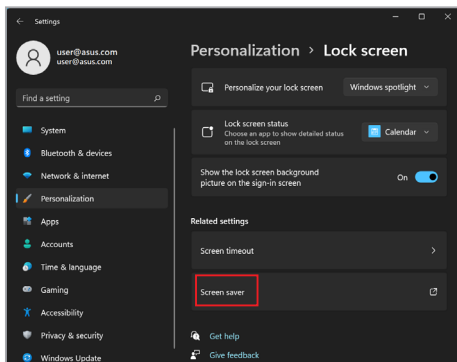 Settings
user@asus.com
user@asus.com
Find a setting
System
Bluetooth & devices
Network & internet
Personalization
Apps
Accounts
Time & language
Gaming
Accessibility
Privacy & security
Windows Update
Personalization > Lock screen
Personalize your lock screen
Windows spotlight
Lock screen status
Choose an app to show detailed status
on the lock screen
Calendar
Show the lock screen background
picture on the sign-in screen
On
Related settings
Screen timeout
Screen saver
Get help
Give feedback